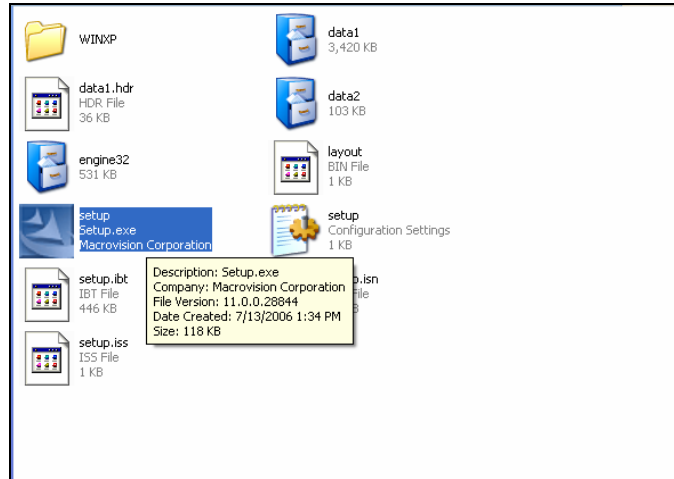 WINXP
data1
3,420 KB
data1.hdr
HDR File
36 KB
data2
103 KB
engine32
531 KB
layout
BIN File
1 KB
setup
Setup.exe
Macrovision Corporation
setup
Configuration Settings
1 KB
setup.ibt
IBT File
446 KB
Description: Setup.exe
Company: Macrovision Corporation
File Version: 11.0.0.28844
Date Created: 7/13/2006 1:34 PM
Size: 118 KB
p.isn
File
setup.iss
ISS File
1 KB